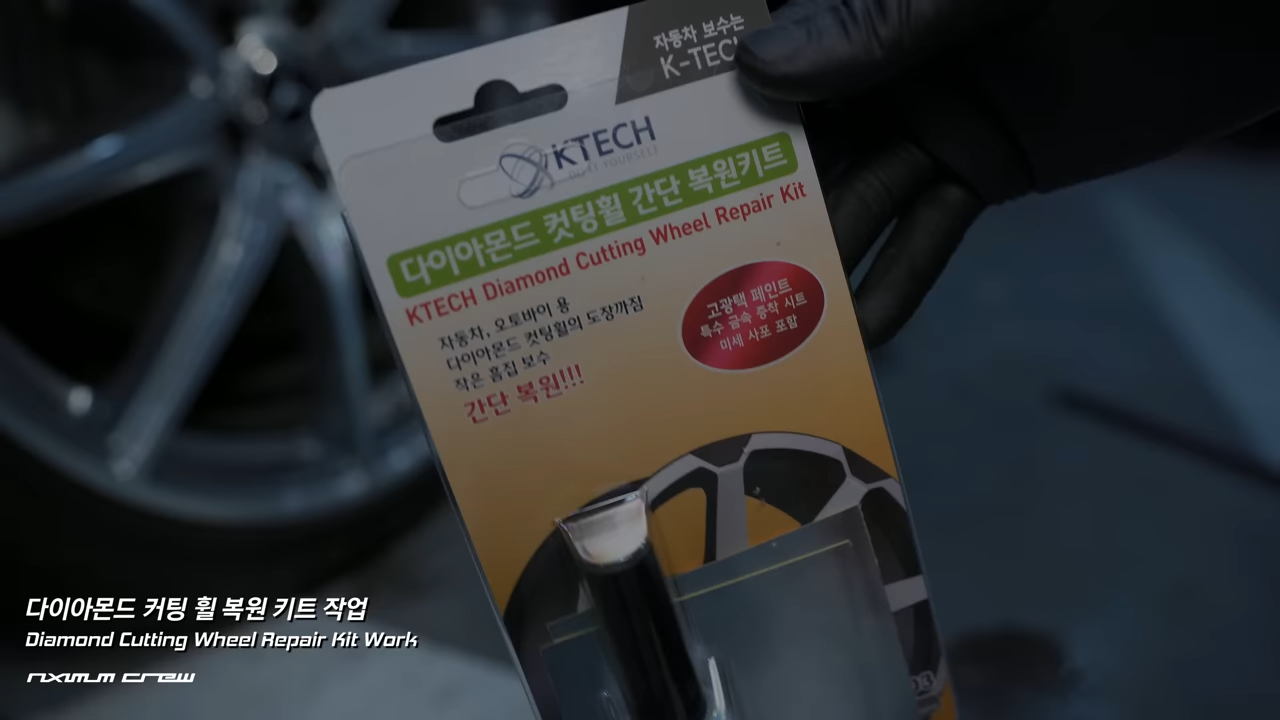 자동차 보수는
K-TECH
KTECH
DO IT YOURSELF
다이아몬드 컷팅휠 간단 복원키트
KTECH Diamond Cutting Wheel Repair Kit
자동차, 오토바이 용
다이아몬드 컷팅휠의 도장까짐
작은 흠집 보수
간단 복원!!!
고광택 페인트
특수 금속 증착 시트
미세 사포 포함
다이아몬드 커팅 휠 복원 키트 작업
Diamond Cutting Wheel Repair Kit Work